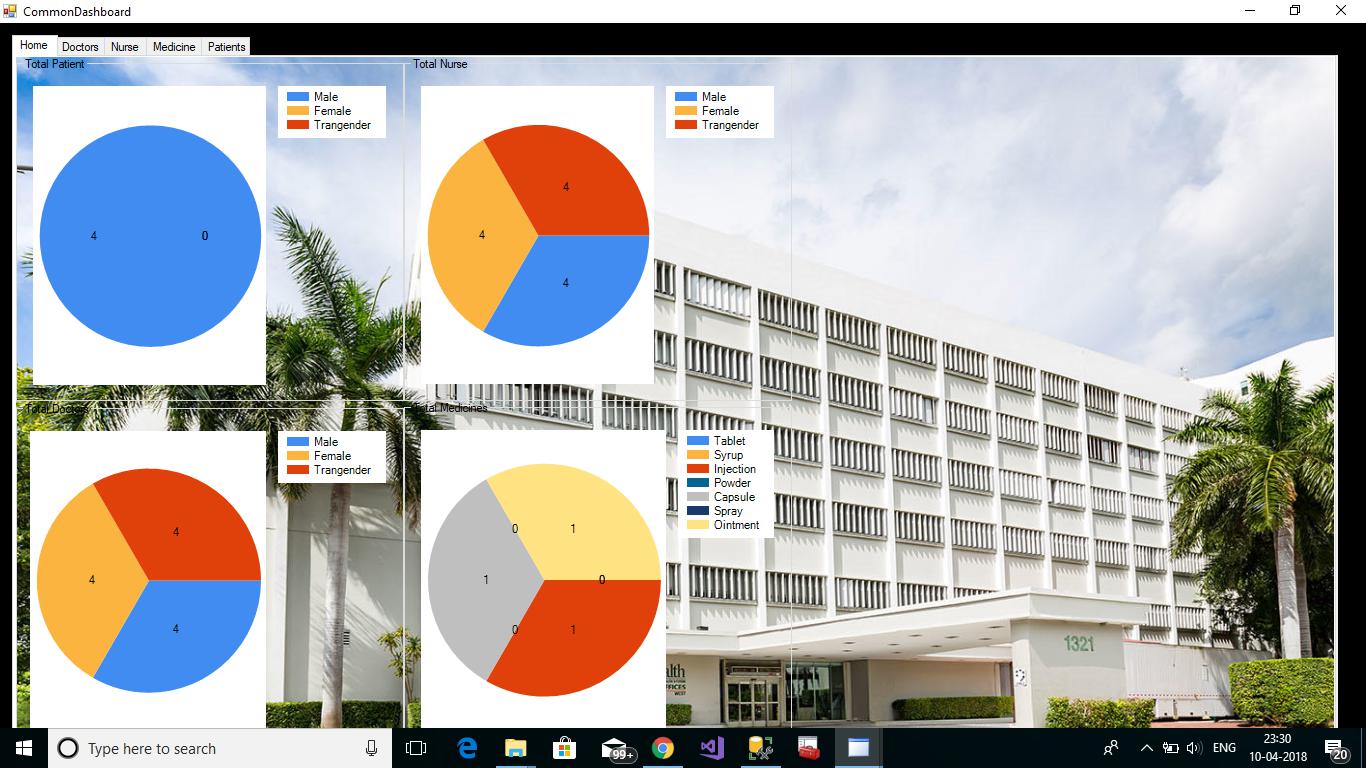 CommonDashboard
Home Doctors Nurse Medicine Patients
Total Patient
4 0
Male
Female
Trangender
Total Nurse
4
4
4
Male
Female
Trangender
Total Doctors
4
4
4
Male
Female
Trangender
Total Medicines
0 1
1 0
0 1
Tablet
Syrup
Injection
Powder
Capsule
Spray
Ointment
1321
alth
OFFICES
WEST
Type here to search
99+
ENG
23:30
10-04-2018
20